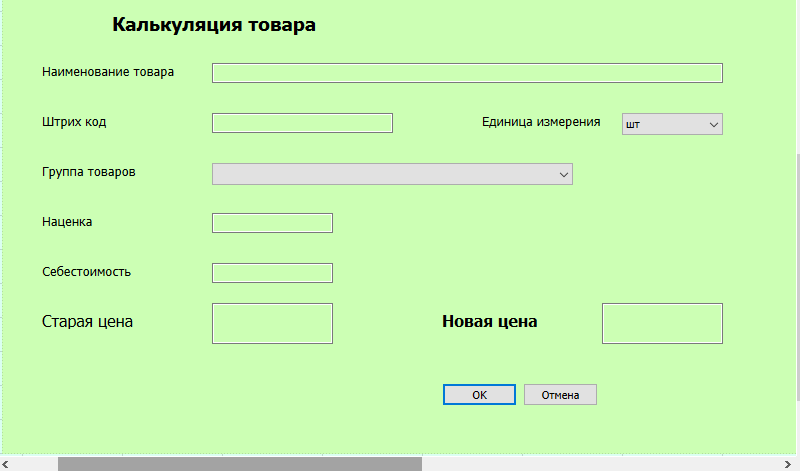 Калькуляция товара
Наименование товара
Штрих код Единица измерения шт
Группа товаров
Наценка
Себестоимость
Старая цена Новая цена
OK Отмена